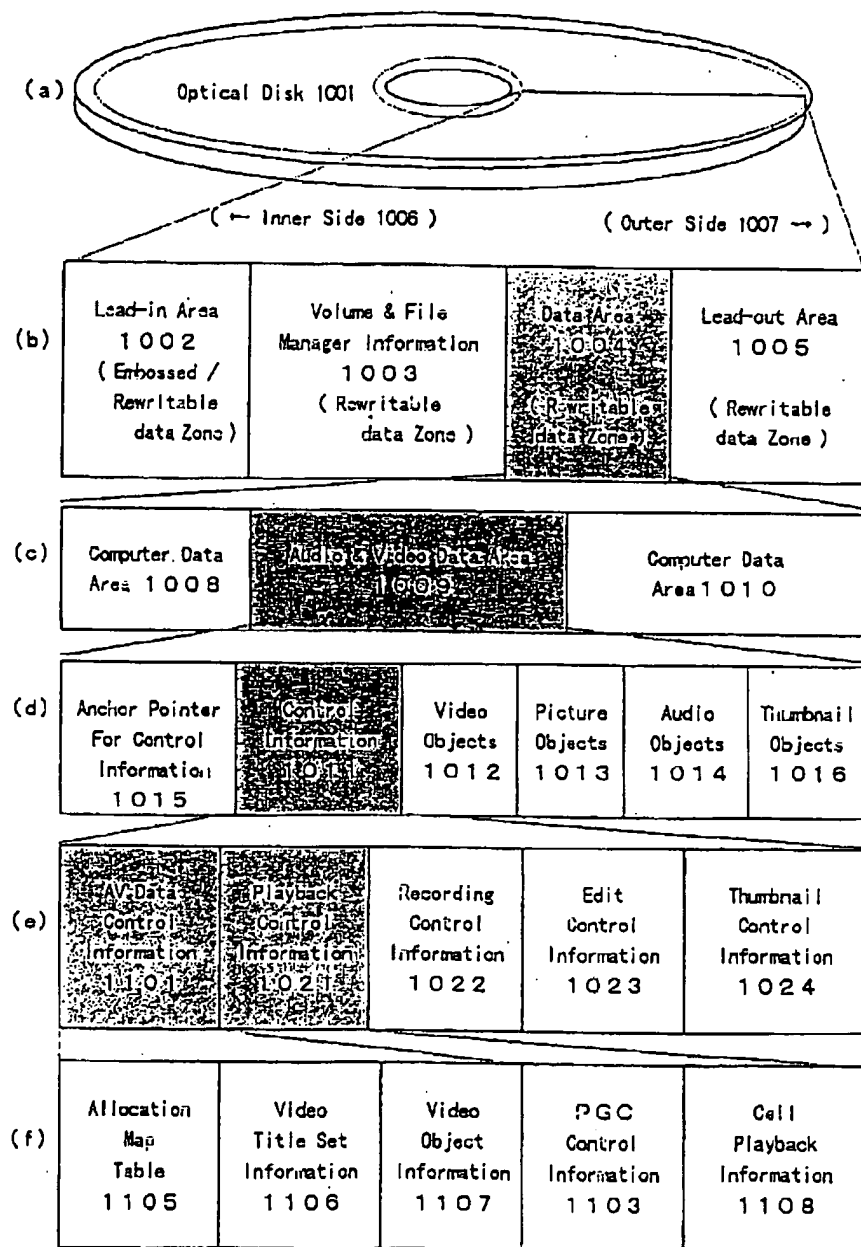 (a)
Optical Disk 1001
( ← Inner Side 1006 )
( Outer Side 1007 → )
(b)
Lead-in Area
1002
( Embossed /
Rewritable
data Zone )
Volume & File
Manager Information
1003
( Rewritable
data Zone )
Data Area
1004
( Rewritable
data Zone )
Lead-out Area
1005
( Rewritable
data Zone )
(c)
Computer Data
Area 1008
Audio & Video Data Area
1009
Computer Data
Area 1010
(d)
Anchor Pointer
For Control
Information
1015
Control
Information
1011
Video
Objects
1012
Picture
Objects
1013
Audio
Objects
1014
Thumbnail
Objects
1016
(e)
AV Data
Control
Information
1101
Playback
Control
Information
1021
Recording
Control
Information
1022
Edit
Control
Information
1023
Thumbnail
Control
Information
1024
(f)
Allocation
Map
Table
1105
Video
Title Set
Information
1106
Video
Object
Information
1107
PGC
Control
Information
1103
Cell
Playback
Information
1108